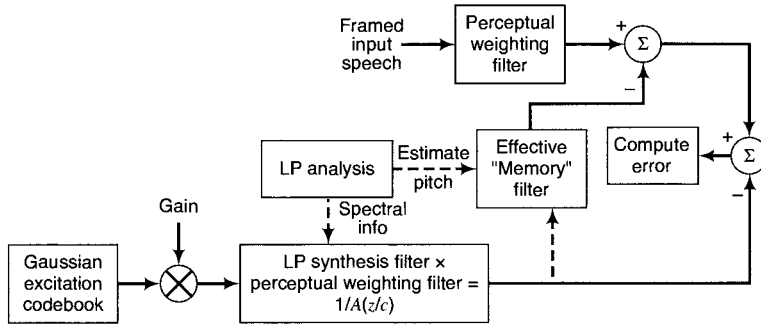 Framed
input
speech
Perceptual
weighting
filter
+
Σ
−
LP analysis
Estimate
pitch
Effective
"Memory"
filter
Compute
error
+
Σ
−
Spectral
info
Gain
Gaussian
excitation
codebook
LP synthesis filter ×
perceptual weighting filter =
1/A(z/c)